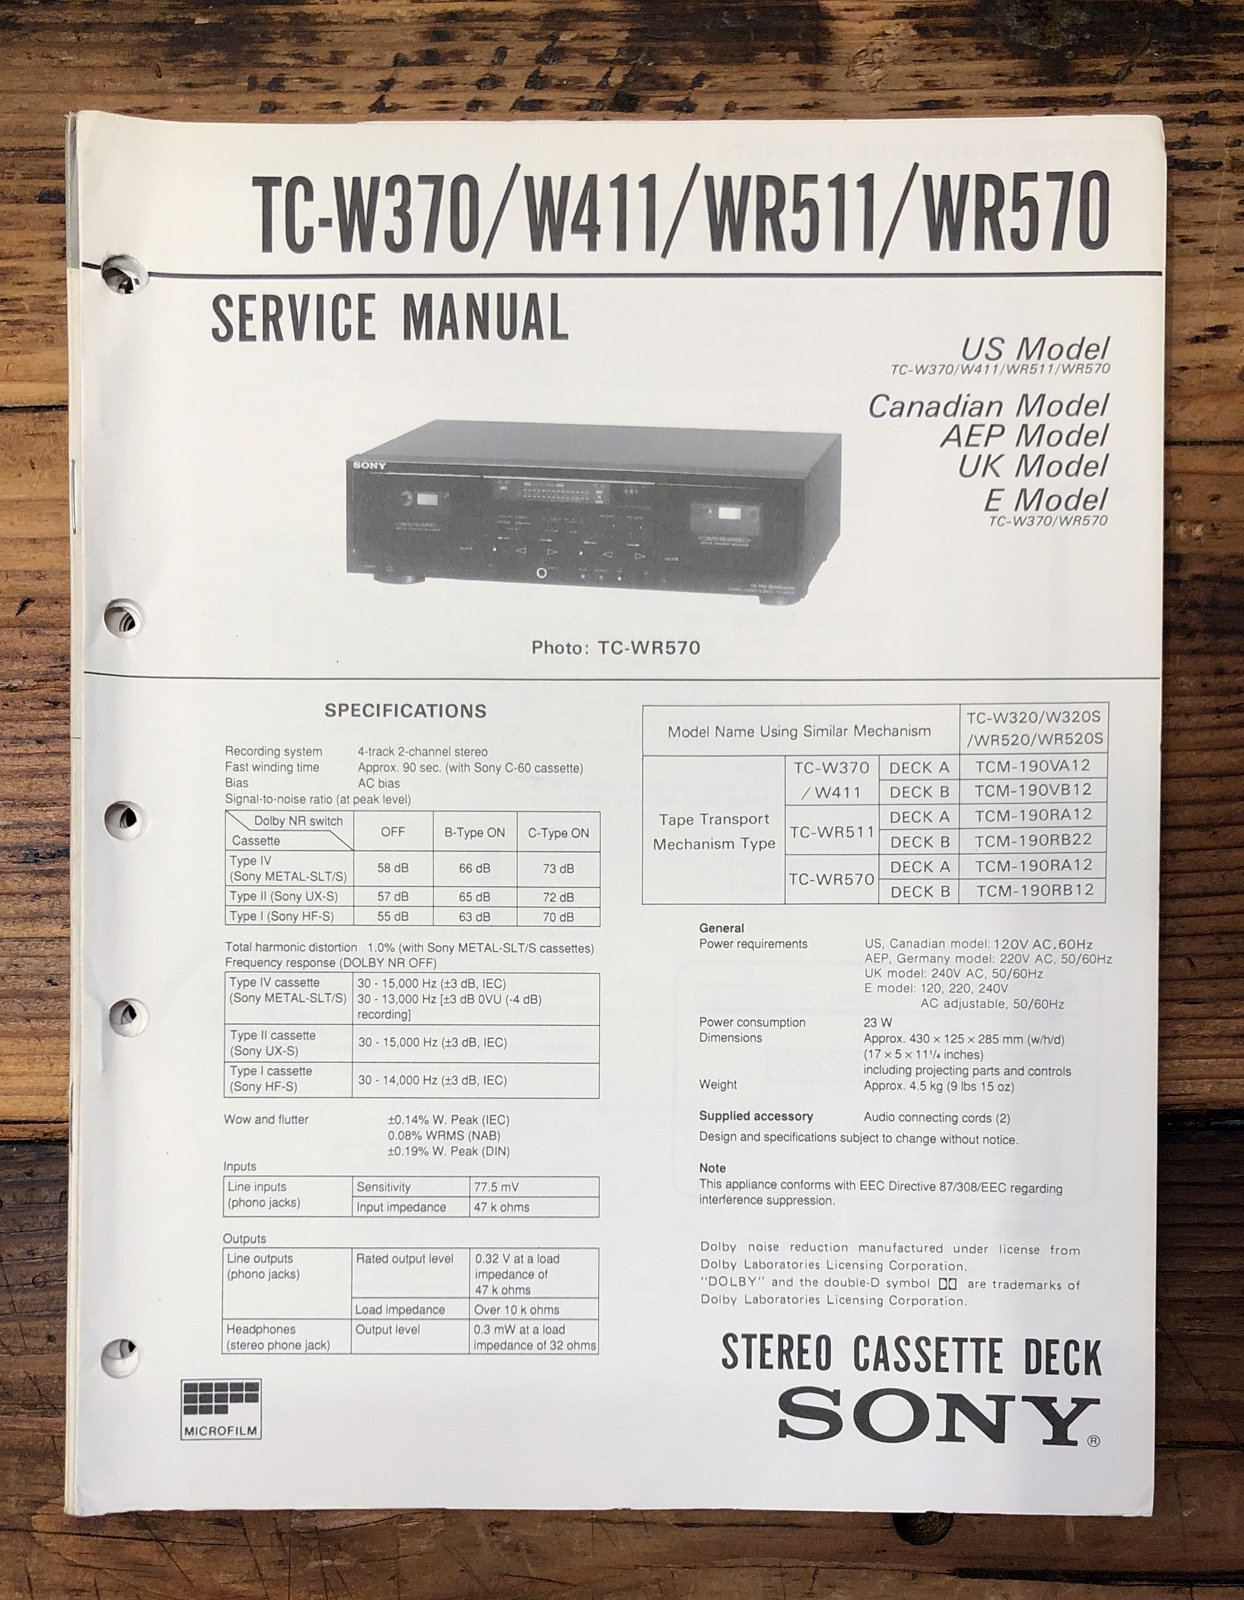 TC-W370/W411/WR511/WR570
SERVICE MANUAL
US Model
TC-W370/W411/WR511/WR570
Canadian Model
AEP Model
UK Model
E Model
TC-W370/WR570
SONY
Photo: TC-WR570
SPECIFICATIONS
Recording system 4-track 2-channel stereo
Fast winding time Approx. 90 sec. (with Sony C-60 cassette)
Bias AC bias
Signal-to-noise ratio (at peak level)
Dolby NR switch
Cassette
OFF B-Type ON C-Type ON
Type IV
(Sony METAL-SLT/S) 58 dB 66 dB 73 dB
Type II (Sony UX-S) 57 dB 65 dB 72 dB
Type I (Sony HF-S) 55 dB 63 dB 70 dB
Total harmonic distortion 1.0% (with Sony METAL-SLT/S cassettes)
Frequency response (DOLBY NR OFF)
Type IV cassette 30 - 15,000 Hz (±3 dB, IEC)
(Sony METAL-SLT/S) 30 - 13,000 Hz [±3 dB 0VU (-4 dB)
recording]
Type II cassette
(Sony UX-S) 30 - 15,000 Hz (±3 dB, IEC)
Type I cassette
(Sony HF-S) 30 - 14,000 Hz (±3 dB, IEC)
Wow and flutter ±0.14% W. Peak (IEC)
0.08% WRMS (NAB)
±0.19% W. Peak (DIN)
Inputs
Line inputs Sensitivity 77.5 mV
(phono jacks) Input impedance 47 k ohms
Outputs
Line outputs Rated output level 0.32 V at a load
(phono jacks) impedance of
47 k ohms
Load impedance Over 10 k ohms
Headphones Output level 0.3 mW at a load
(stereo phone jack) impedance of 32 ohms
MICROFILM
Model Name Using Similar Mechanism TC-W320/W320S
/WR520/WR520S
Tape Transport
Mechanism Type
TC-W370 DECK A TCM-190VA12
/W411 DECK B TCM-190VB12
TC-WR511 DECK A TCM-190RA12
DECK B TCM-190RB22
TC-WR570 DECK A TCM-190RA12
DECK B TCM-190RB12
General
Power requirements US, Canadian model: 120V AC.60Hz
AEP, Germany model: 220V AC, 50/60Hz
UK model: 240V AC, 50/60Hz
E model: 120, 220, 240V
AC adjustable, 50/60Hz
Power consumption 23 W
Dimensions Approx. 430 × 125 × 285 mm (w/h/d)
(17 × 5 × 11¹/₄ inches)
including projecting parts and controls
Weight Approx. 4.5 kg (9 lbs 15 oz)
Supplied accessory Audio connecting cords (2)
Design and specifications subject to change without notice.
Note
This appliance conforms with EEC Directive 87/308/EEC regarding
interference suppression.
Dolby noise reduction manufactured under license from
Dolby Laboratories Licensing Corporation.
"DOLBY" and the double-D symbol are trademarks of
Dolby Laboratories Licensing Corporation.
STEREO CASSETTE DECK
SONY®